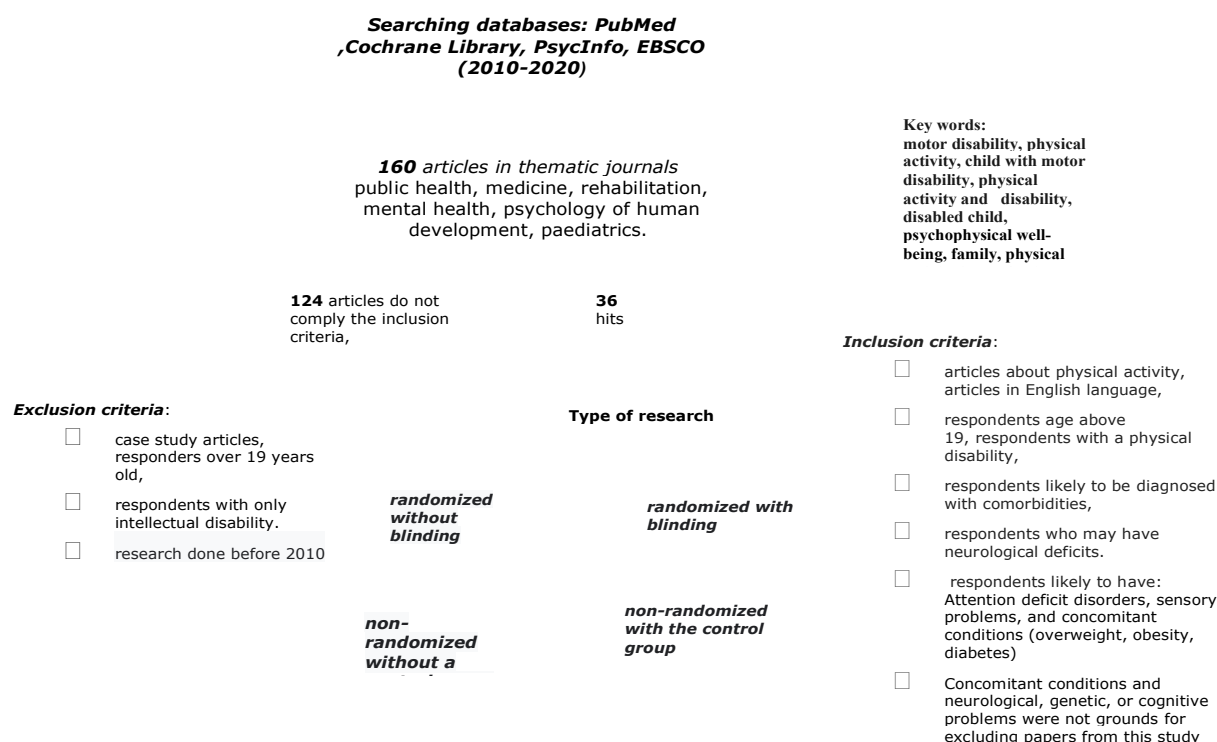 Searching databases: PubMed
,Cochrane Library, PsycInfo, EBSCO
(2010-2020)
Key words:
motor disability, physical
activity, child with motor
disability, physical
activity and disability,
disabled child,
psychophysical well-
being, family, physical
160 articles in thematic journals
public health, medicine, rehabilitation,
mental health, psychology of human
development, paediatrics.
124 articles do not
comply the inclusion
criteria,
36
hits
Inclusion criteria:
articles about physical activity,
articles in English language,
respondents age above
19, respondents with a physical
disability,
respondents likely to be diagnosed
with comorbidities,
respondents who may have
neurological deficits.
respondents likely to have:
Attention deficit disorders, sensory
problems, and concomitant
conditions (overweight, obesity,
diabetes)
Concomitant conditions and
neurological, genetic, or cognitive
problems were not grounds for
excluding papers from this study
Exclusion criteria:
case study articles,
responders over 19 years
old,
respondents with only
intellectual disability.
research done before 2010
Type of research
randomized
without
blinding
randomized with
blinding
non-
randomized
without a
non-randomized
with the control
group